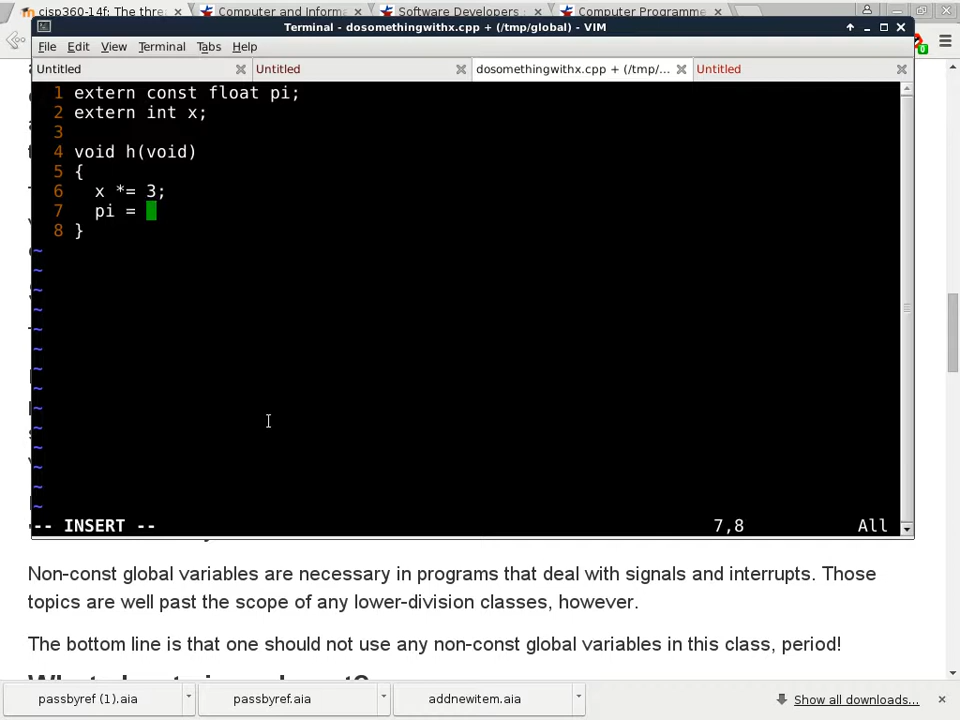 cisp360-14f: The thre
Computer and Informa
Software Developers
Computer Programme
Terminal - dosomethingwithx.cpp + (/tmp/global) - VIM
File Edit View Terminal Tabs Help
Untitled
Untitled
dosomethingwithx.cpp + (/tmp/...
Untitled
1 extern const float pi;
2 extern int x;
3
4 void h(void)
5 {
6   x *= 3;
7   pi =
8 }
~
~
~
~
~
~
~
~
~
~
~
~
~
~
-- INSERT -- 7,8 All
Non-const global variables are necessary in programs that deal with signals and interrupts. Those
topics are well past the scope of any lower-division classes, however.
The bottom line is that one should not use any non-const global variables in this class, period!
passbyref (1).aia
passbyref.aia
addnewitem.aia
Show all downloads...